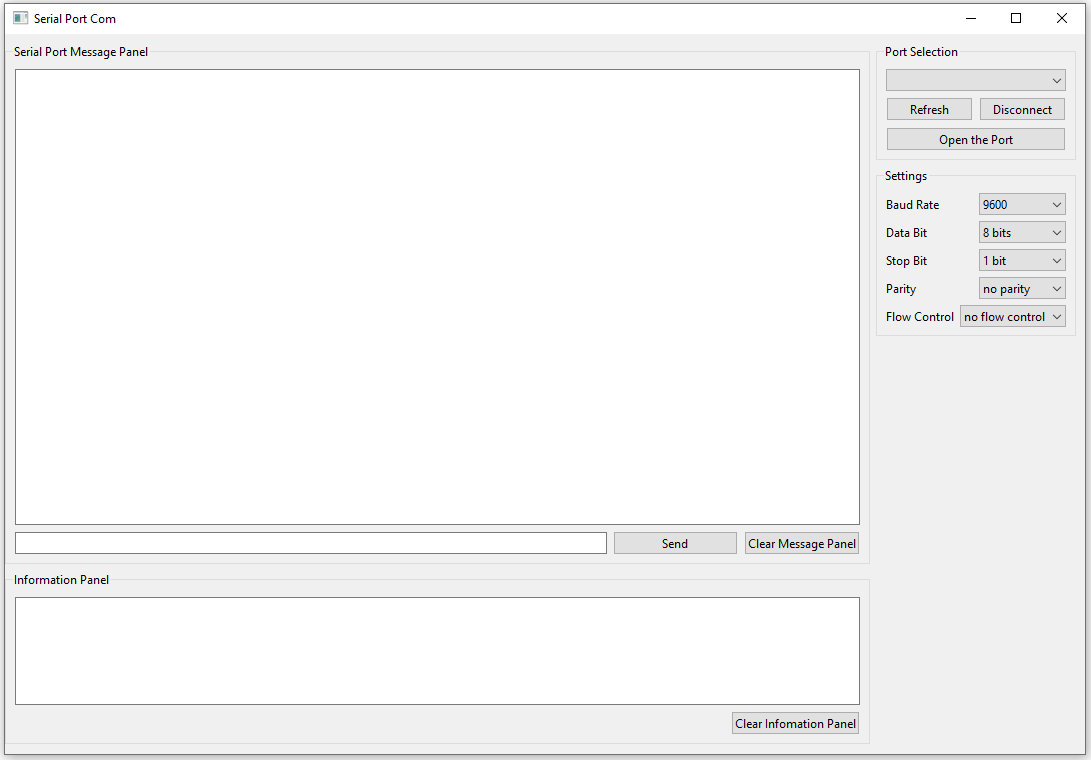 Serial Port Com
Serial Port Message Panel
Send
Clear Message Panel
Information Panel
Clear Infomation Panel
Port Selection
Refresh
Disconnect
Open the Port
Settings
Baud Rate 9600
Data Bit 8 bits
Stop Bit 1 bit
Parity no parity
Flow Control no flow control